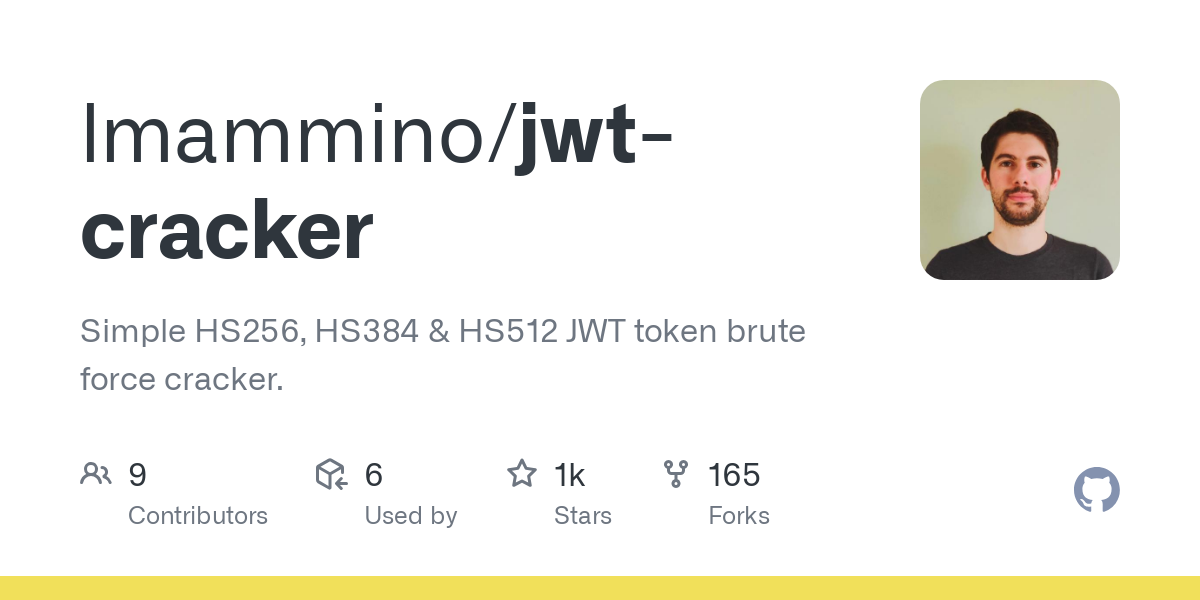 lmammino/jwt-
cracker
Simple HS256, HS384 & HS512 JWT token brute
force cracker.
9 6 1k 165
Contributors Used by Stars Forks